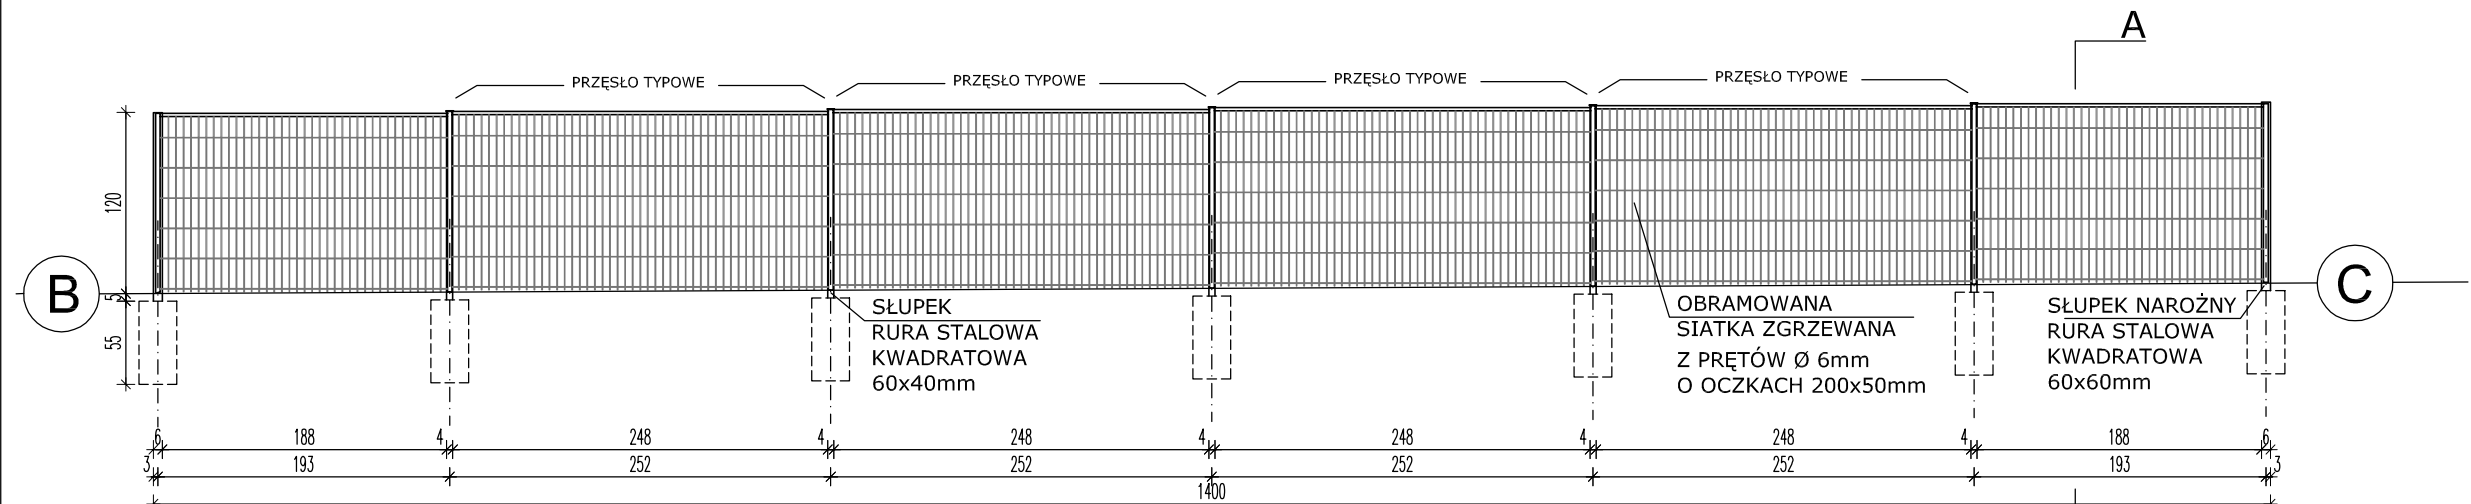 A
PRZĘSŁO TYPOWE
PRZĘSŁO TYPOWE
PRZĘSŁO TYPOWE
PRZĘSŁO TYPOWE
120
5
55
B
C
SŁUPEK
RURA STALOWA
KWADRATOWA
60x40mm
OBRAMOWANA
SIATKA ZGRZEWANA
Z PRĘTÓW Ø 6mm
O OCZKACH 200x50mm
SŁUPEK NAROŻNY
RURA STALOWA
KWADRATOWA
60x60mm
6 188 4 248 4 248 4 248 4 248 4 188 6
3 193 252 252 252 252 193 3
1400